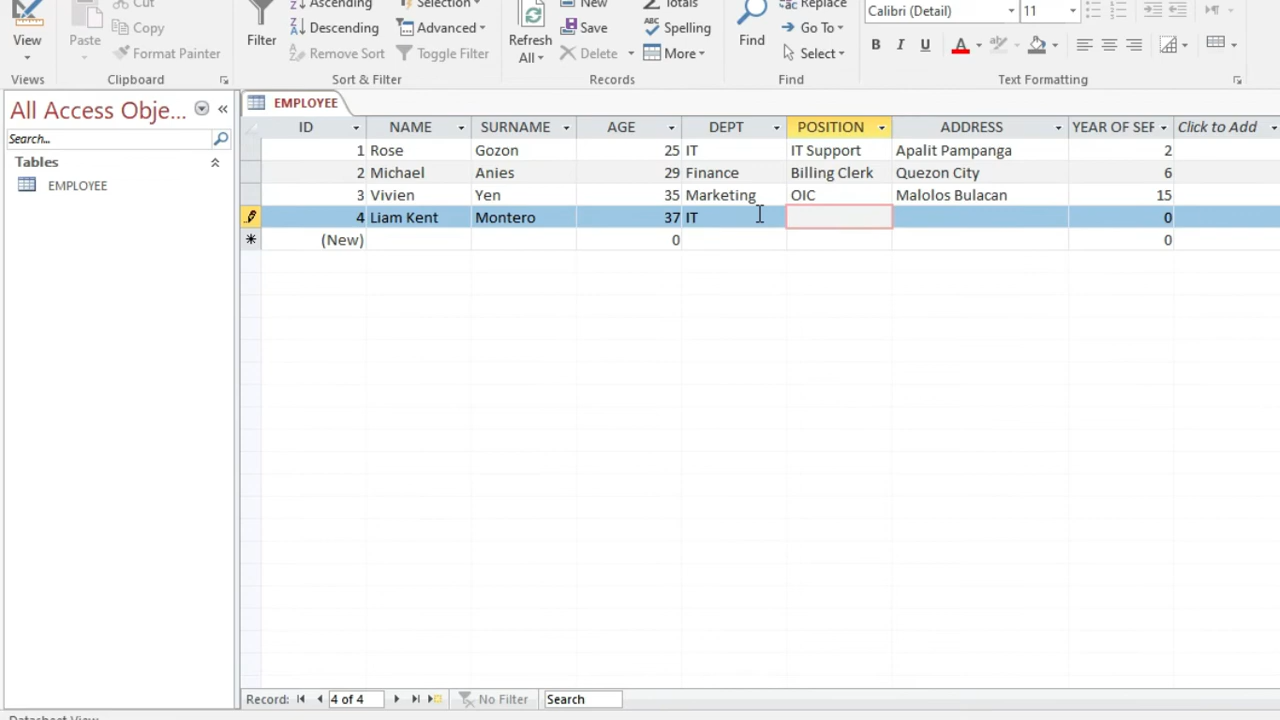 Cut
Copy
Format Painter
Paste
View
Views
Clipboard
Filter
Ascending
Descending
Remove Sort
Selection
Advanced
Toggle Filter
Sort & Filter
Refresh
All
New
Save
Delete
Totals
Spelling
More
Records
Find
Replace
Go To
Select
Find
Calibri (Detail)
11
B I U A
Text Formatting
All Access Obje...
Search...
Tables
EMPLOYEE
EMPLOYEE
ID NAME SURNAME AGE DEPT POSITION ADDRESS YEAR OF SER Click to Add
1 Rose Gozon 25 IT IT Support Apalit Pampanga 2
2 Michael Anies 29 Finance Billing Clerk Quezon City 6
3 Vivien Yen 35 Marketing OIC Malolos Bulacan 15
4 Liam Kent Montero 37 IT 0
(New) 0 0
Record: 4 of 4 No Filter Search
Datasheet View